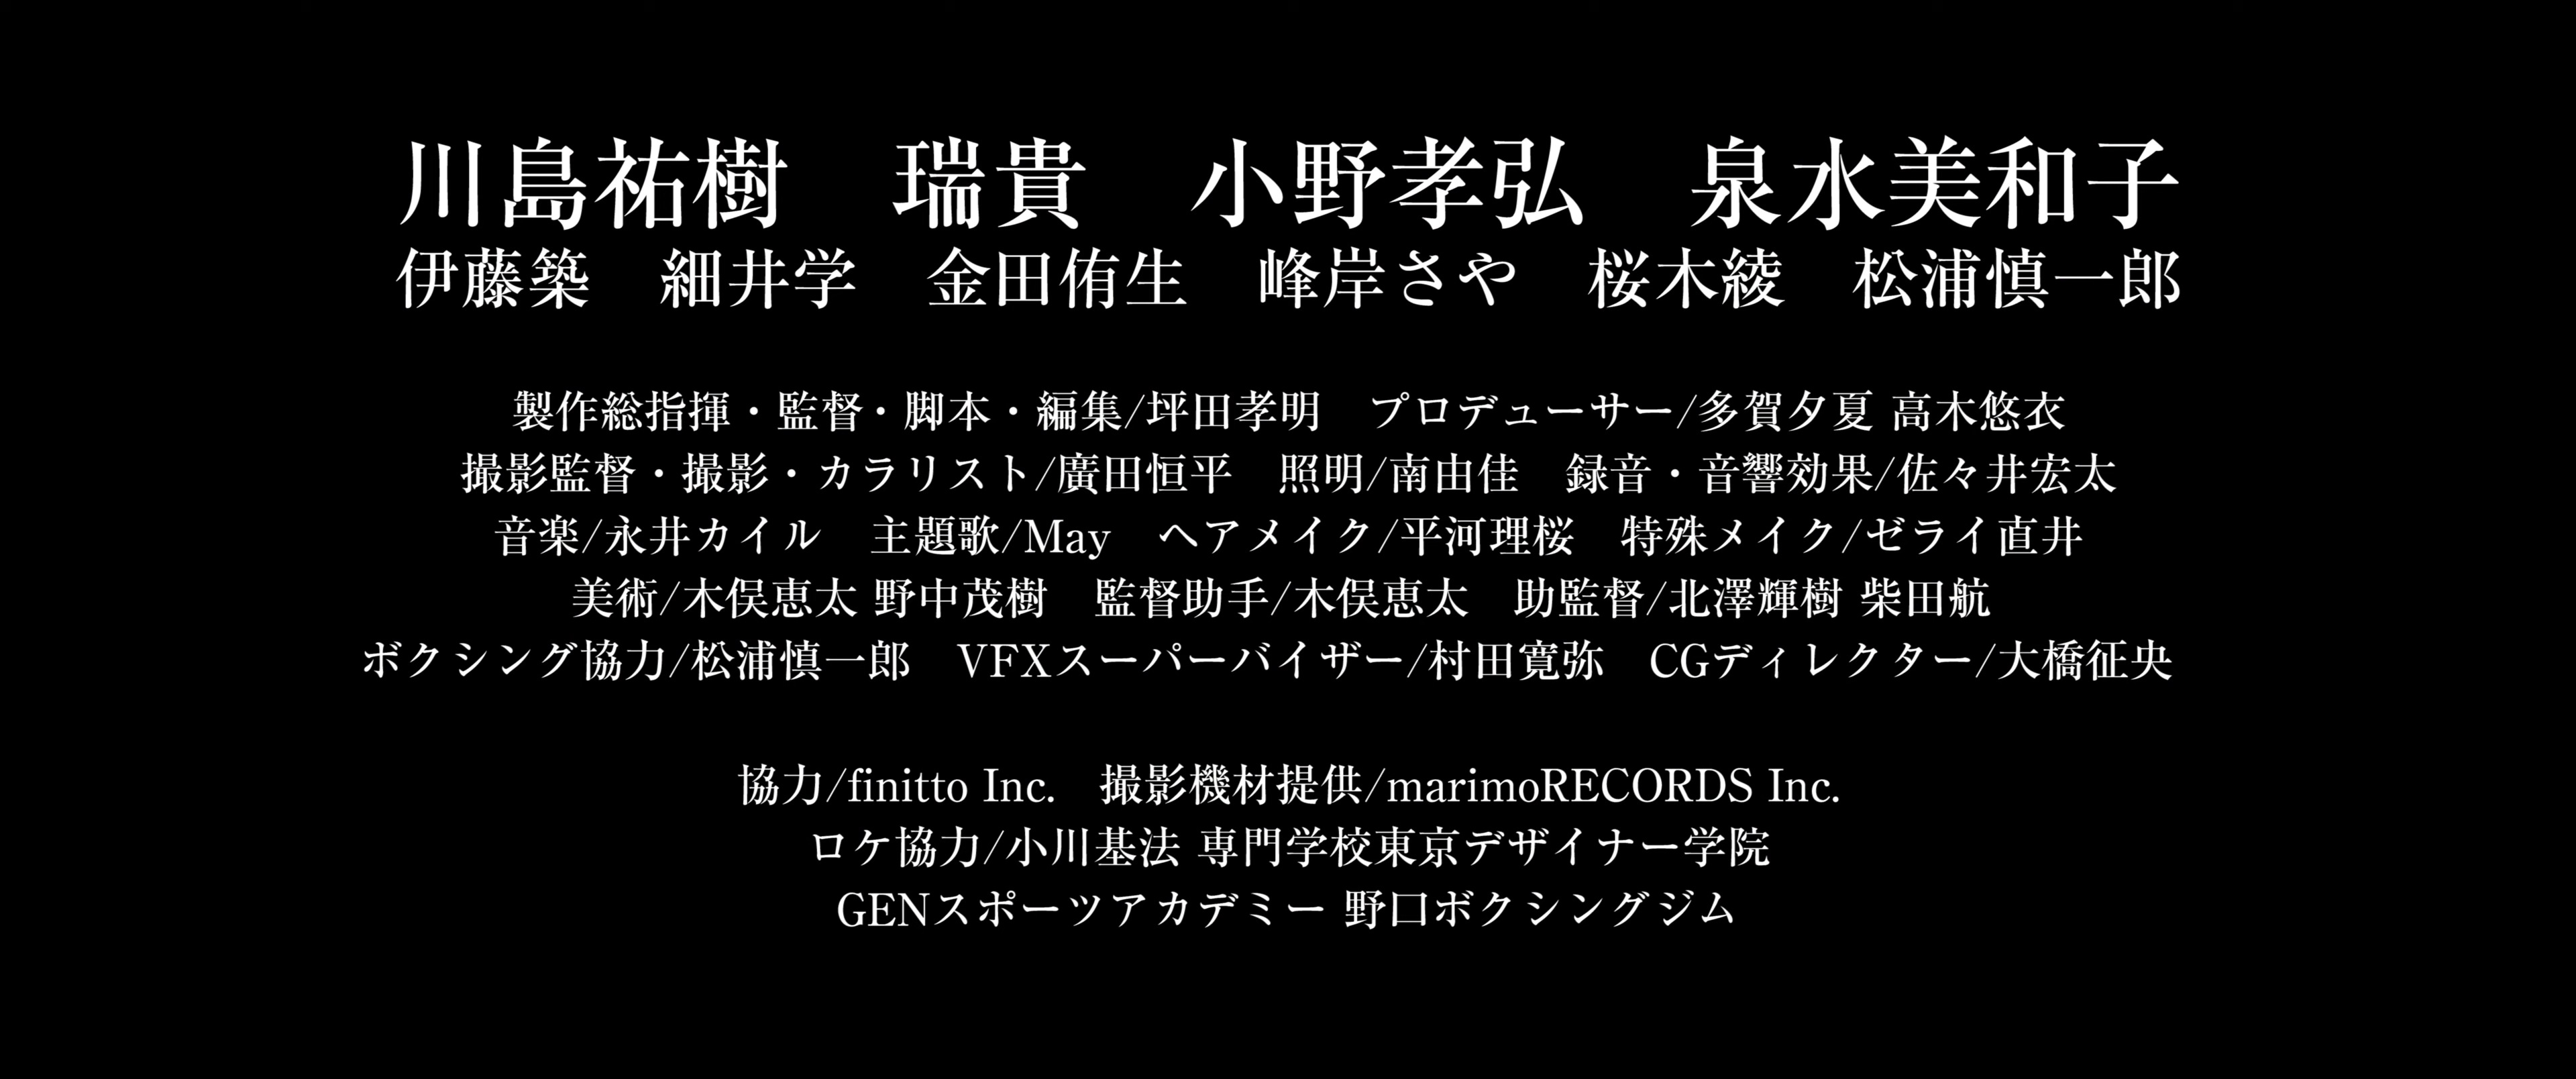 川島祐樹　瑞貴　小野孝弘　泉水美和子
伊藤築　細井学　金田侑生　峰岸さや　桜木綾　松浦慎一郎
製作総指揮・監督・脚本・編集/坪田孝明　プロデューサー/多賀夕夏 高木悠衣
撮影監督・撮影・カラリスト/廣田恒平　照明/南由佳　録音・音響効果/佐々井宏太
音楽/永井カイル　主題歌/May　ヘアメイク/平河理桜　特殊メイク/ゼライ直井
美術/木俣恵太 野中茂樹　監督助手/木俣恵太　助監督/北澤輝樹 柴田航
ボクシング協力/松浦慎一郎　VFXスーパーバイザー/村田寛弥　CGディレクター/大橋征央
協力/finitto Inc.　撮影機材提供/marimoRECORDS Inc.
ロケ協力/小川基法 専門学校東京デザイナー学院
GENスポーツアカデミー 野口ボクシングジム